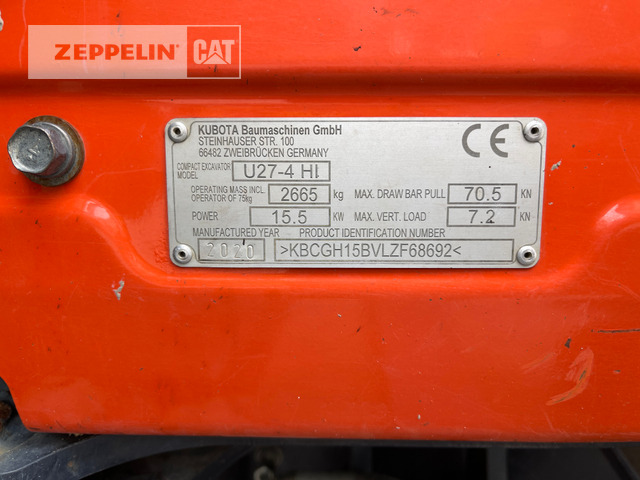 ZEPPELIN CAT
KUBOTA Baumaschinen GmbH
STEINHAUSER STR. 100
66482 ZWEIBRÜCKEN GERMANY
CE
COMPACT EXCAVATOR
MODEL U27-4 HI
OPERATING MASS INCL.
OPERATOR OF 75kg 2665 kg MAX. DRAW BAR PULL 70.5 KN
POWER 15.5 KW MAX. VERT. LOAD 7.2 KN
MANUFACTURED YEAR PRODUCT IDENTIFICATION NUMBER
2020 >KBCGH15BVLZF68692<